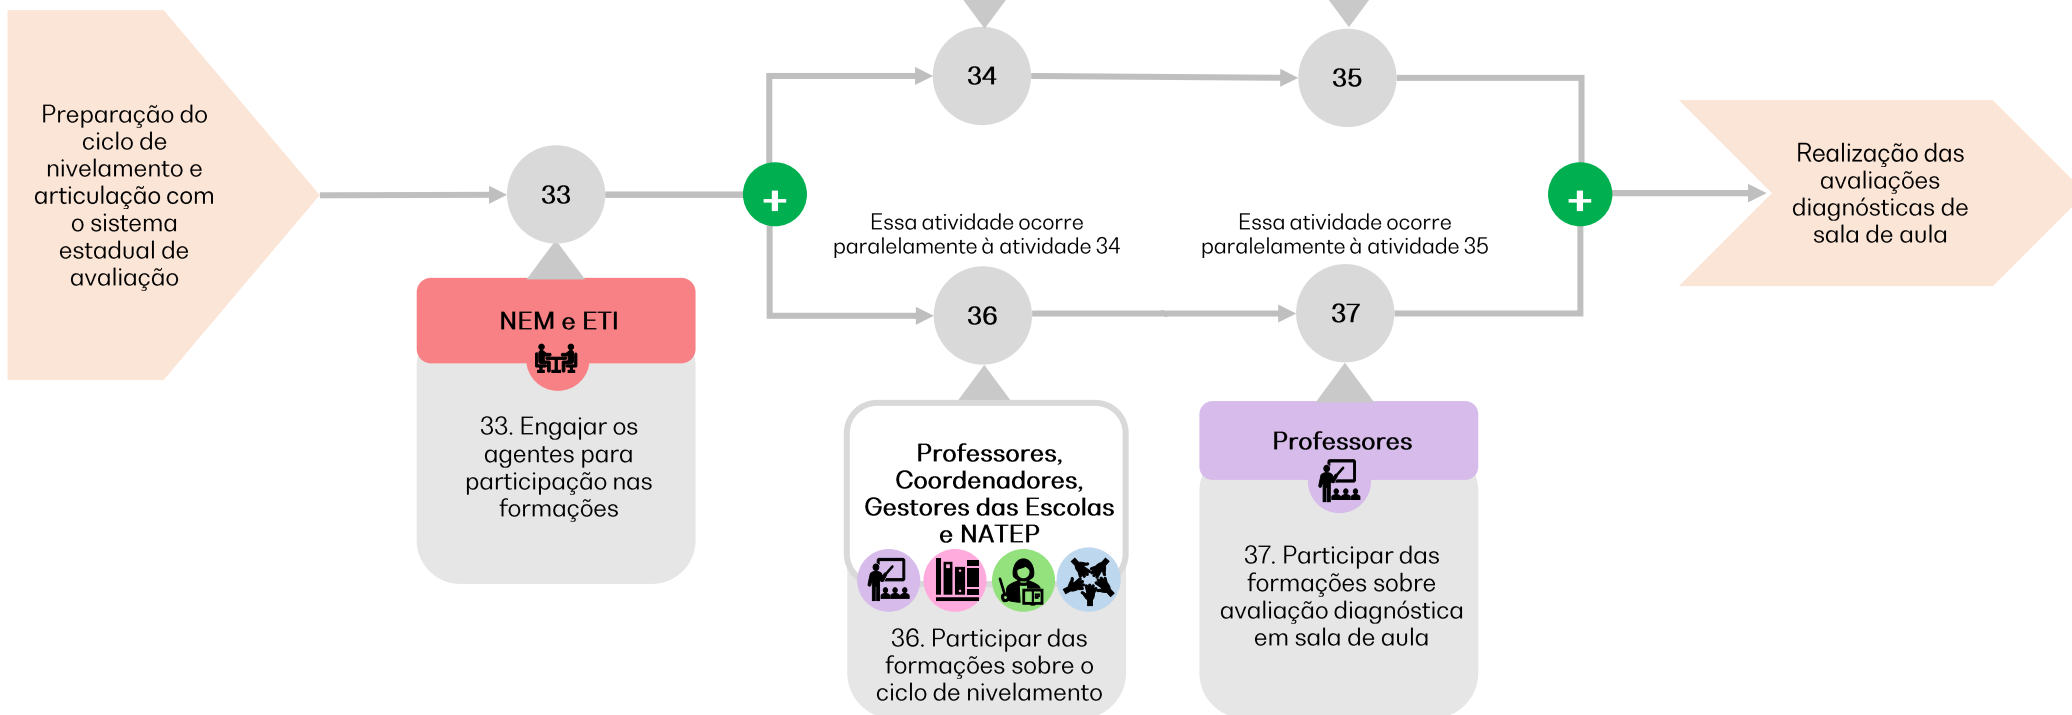 Preparação do
ciclo de
nivelamento e
articulação com
o sistema
estadual de
avaliação
33
34
35
+
+
Essa atividade ocorre
paralelamente à atividade 34
Essa atividade ocorre
paralelamente à atividade 35
36
37
Realização das
avaliações
diagnósticas de
sala de aula
NEM e ETI
33. Engajar os
agentes para
participação nas
formações
Professores,
Coordenadores,
Gestores das Escolas
e NATEP
36. Participar das
formações sobre o
ciclo de nivelamento
Professores
37. Participar das
formações sobre
avaliação diagnóstica
em sala de aula